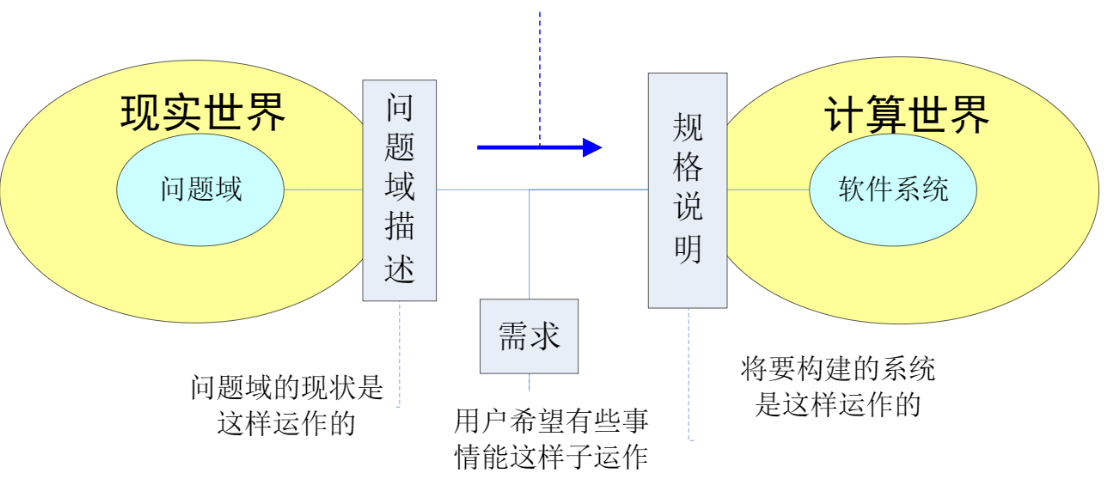 现实世界
问题域
问题域描述
规格说明
计算世界
软件系统
需求
问题域的现状是
这样运作的
用户希望有些事
情能这样子运作
将要构建的系统
是这样运作的